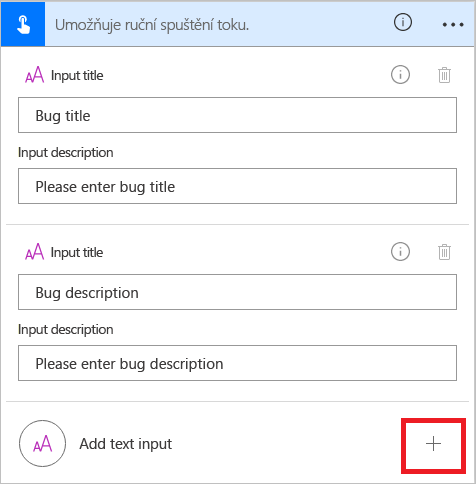 Umožňuje ruční spuštění toku.
Input title
Bug title
Input description
Please enter bug title
Input title
Bug description
Input description
Please enter bug description
Add text input